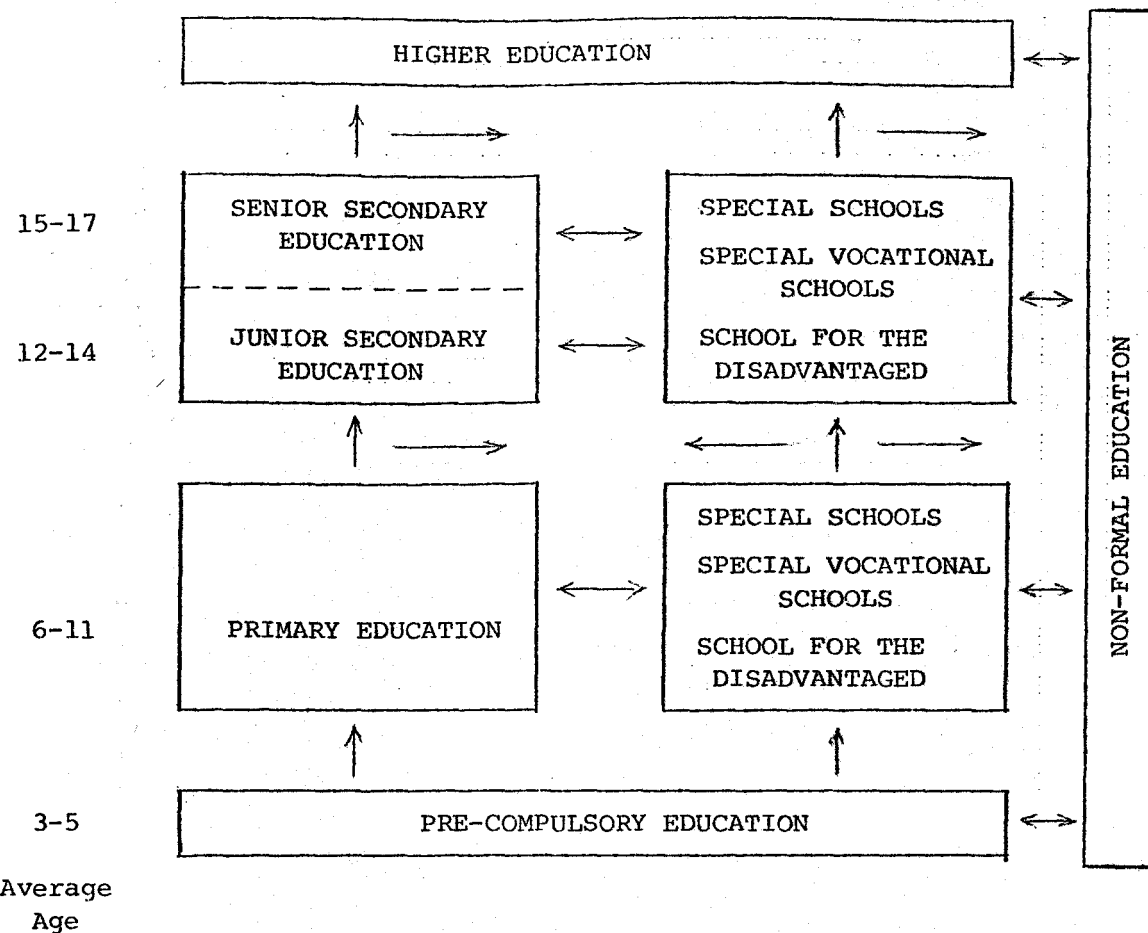 HIGHER EDUCATION
15-17
SENIOR SECONDARY
EDUCATION
12-14
JUNIOR SECONDARY
EDUCATION
SPECIAL SCHOOLS
SPECIAL VOCATIONAL
SCHOOLS
SCHOOL FOR THE
DISADVANTAGED
6-11
PRIMARY EDUCATION
SPECIAL SCHOOLS
SPECIAL VOCATIONAL
SCHOOLS
SCHOOL FOR THE
DISADVANTAGED
3-5
PRE-COMPULSORY EDUCATION
Average
Age
NON-FORMAL EDUCATION